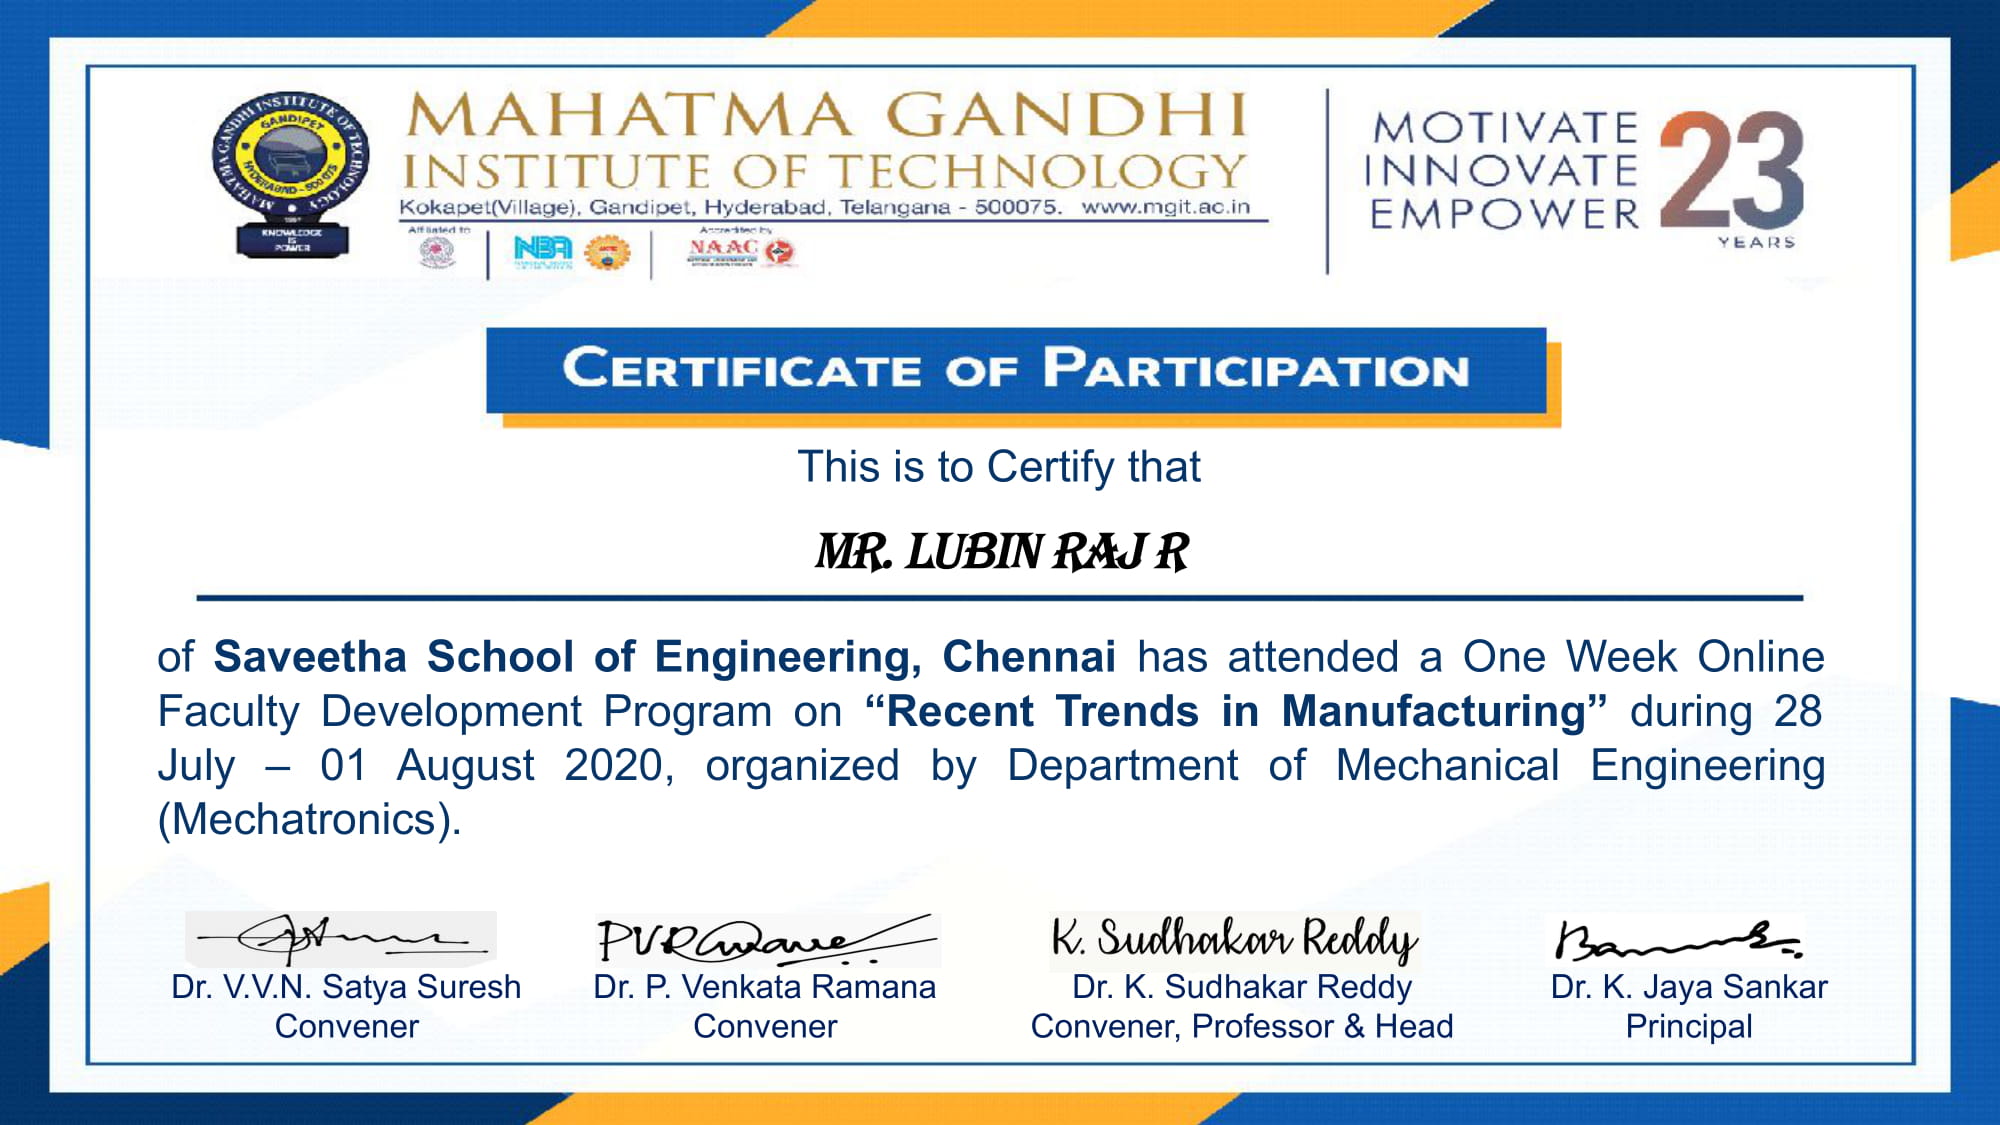 MAHATMA GANDHI INSTITUTE OF TECHNOLOGY
GANDIPET
HYDERABAD - 500 075
1997
KNOWLEDGE
IS
POWER
MAHATMA GANDHI
INSTITUTE OF TECHNOLOGY
Kokapet(Village), Gandipet, Hyderabad, Telangana - 500075. www.mgit.ac.in
Affiliated to
NBA
Accredited by
NAAC
MOTIVATE
INNOVATE
EMPOWER
23
YEARS
CERTIFICATE OF PARTICIPATION
This is to Certify that
MR. LUBIN RAJ R
of Saveetha School of Engineering, Chennai has attended a One Week Online
Faculty Development Program on “Recent Trends in Manufacturing” during 28
July – 01 August 2020, organized by Department of Mechanical Engineering
(Mechatronics).
PVRamana
K. Sudhakar Reddy
Dr. V.V.N. Satya Suresh
Convener
Dr. P. Venkata Ramana
Convener
Dr. K. Sudhakar Reddy
Convener, Professor & Head
Dr. K. Jaya Sankar
Principal